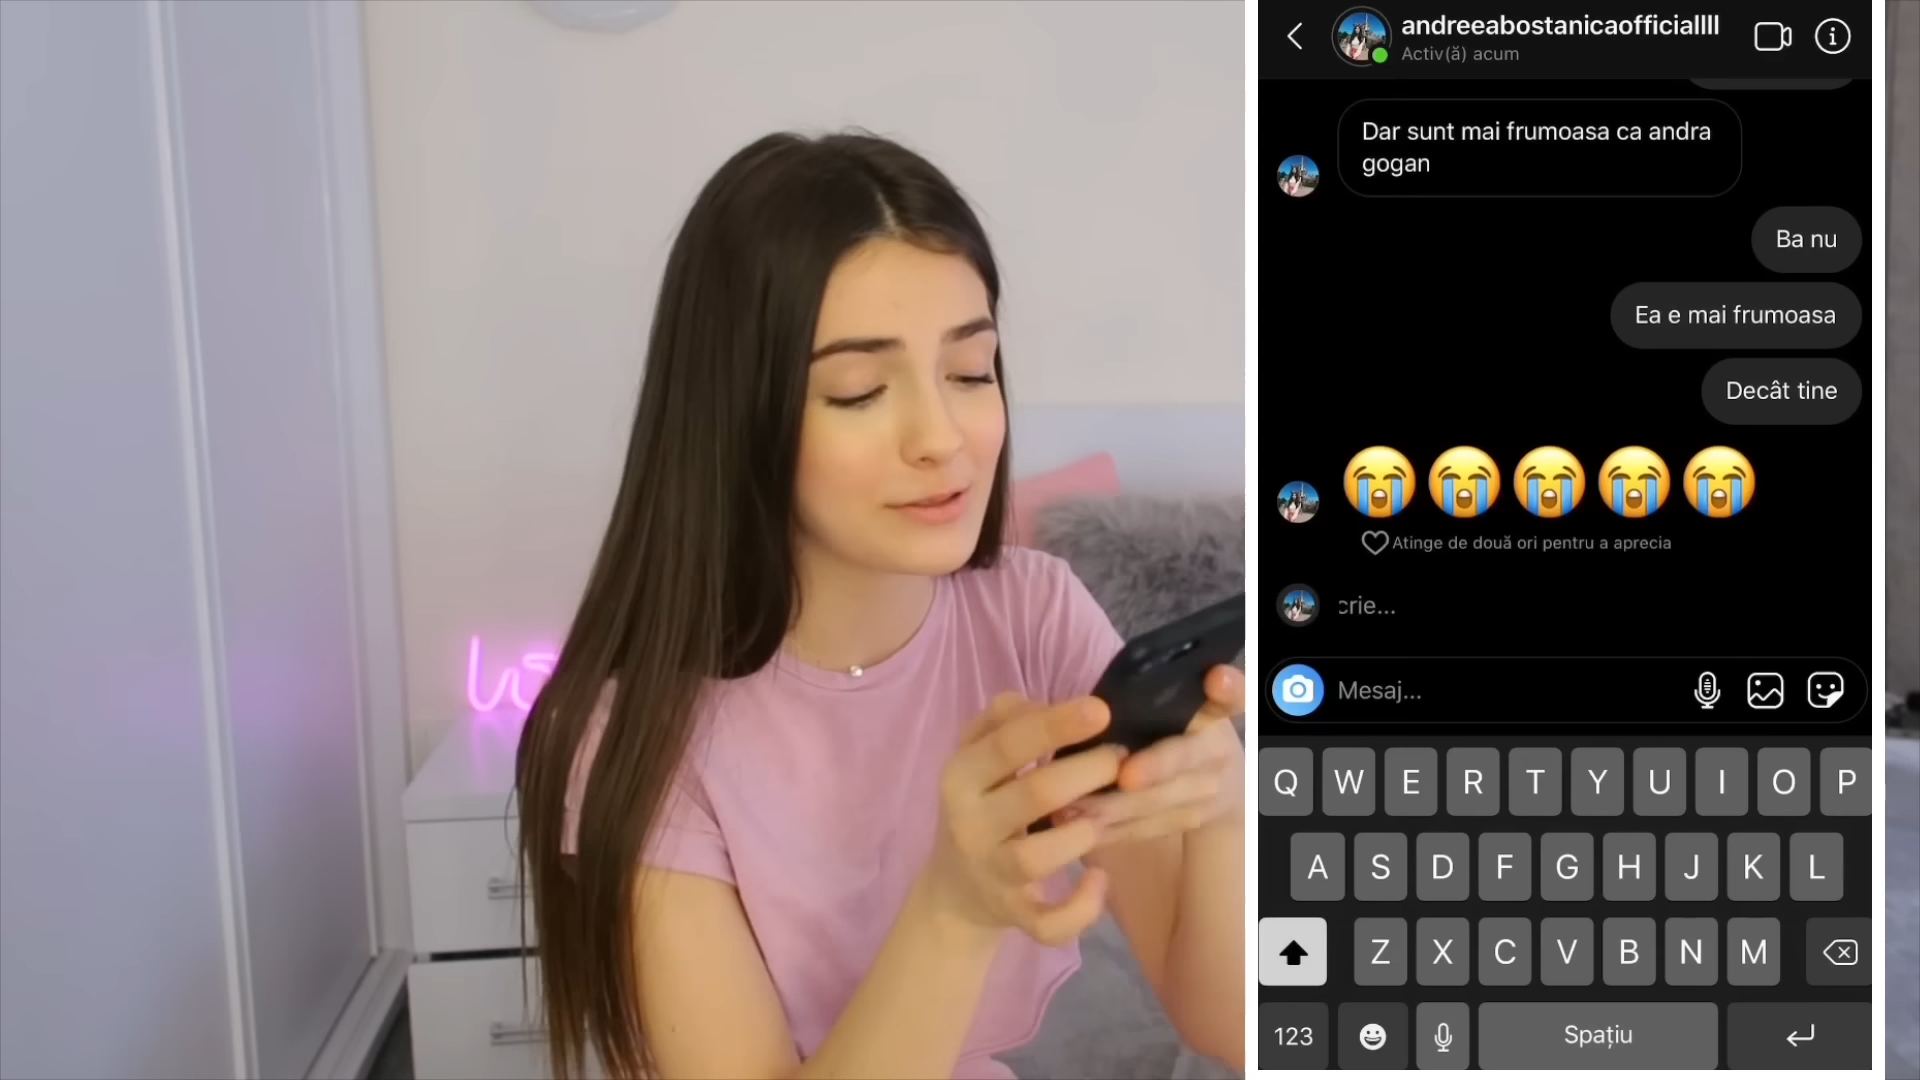 andreeabostanicaofficiallll
Activ(ă) acum
Dar sunt mai frumoasa ca andra
gogan
Ba nu
Ea e mai frumoasa
Decât tine
Atinge de două ori pentru a aprecia
crie...
Mesaj...
Q W E R T Y U I O P
A S D F G H J K L
Z X C V B N M
123 Spațiu